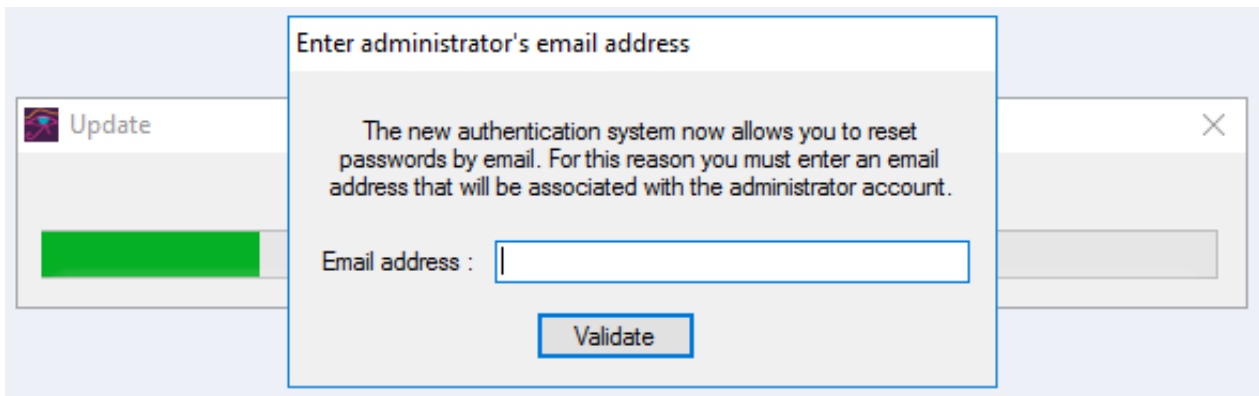 Enter administrator's email address
Update
The new authentication system now allows you to reset
passwords by email. For this reason you must enter an email
address that will be associated with the administrator account.
Email address :
Validate